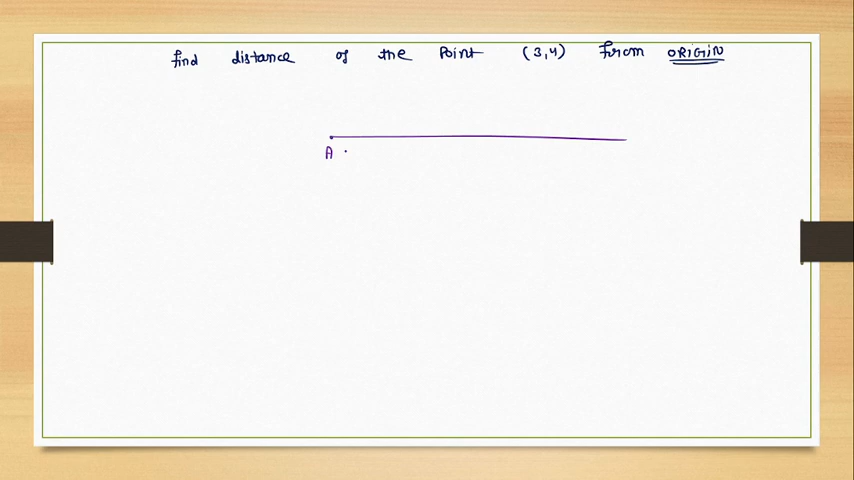 find distance of the Point (3,4) From ORIGIN
A